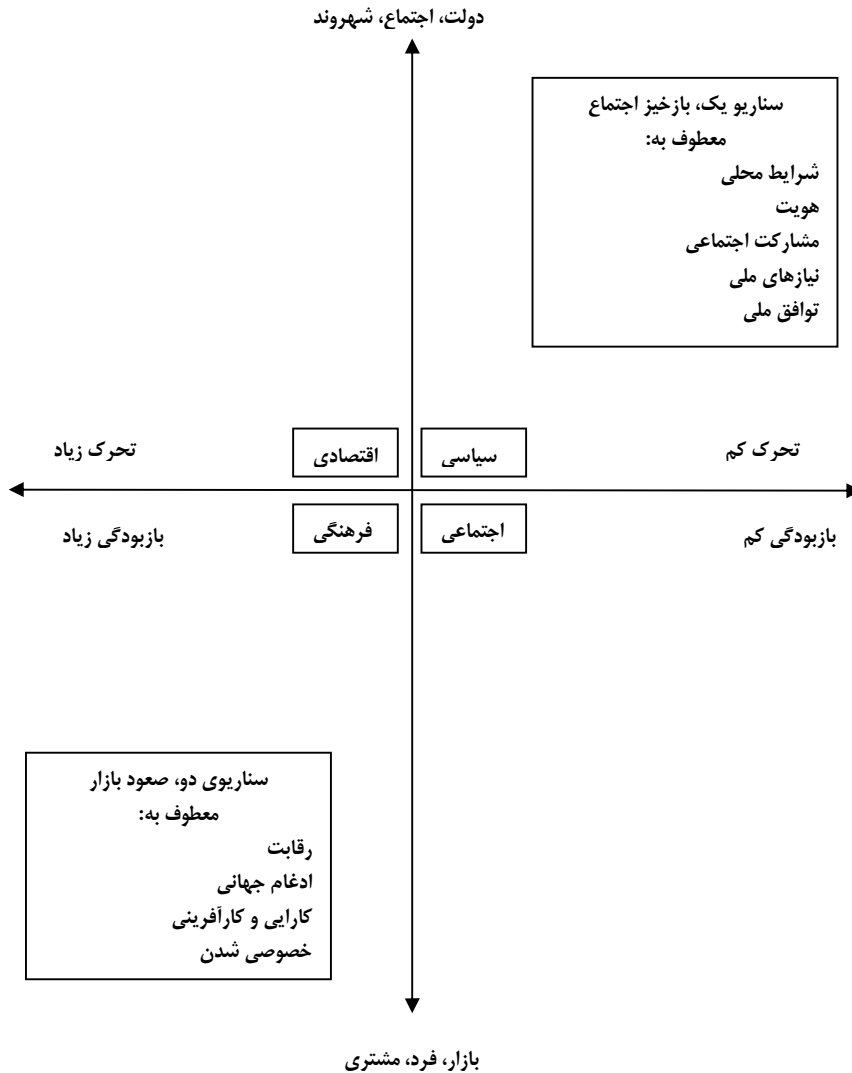 دولت، اجتماع، شهروند
سناریو یک، بازخیز اجتماع
معطوف به:
شرایط محلی
هویت
مشارکت اجتماعی
نیازهای ملی
توافق ملی
تحرک کم
سیاسی
اقتصادی
تحرک زیاد
بازبودگی کم
اجتماعی
فرهنگی
بازبودگی زیاد
سناریوی دو، صعود بازار
معطوف به:
رقابت
ادغام جهانی
کارایی و کارآفرینی
خصوصی شدن
بازار، فرد، مشتری